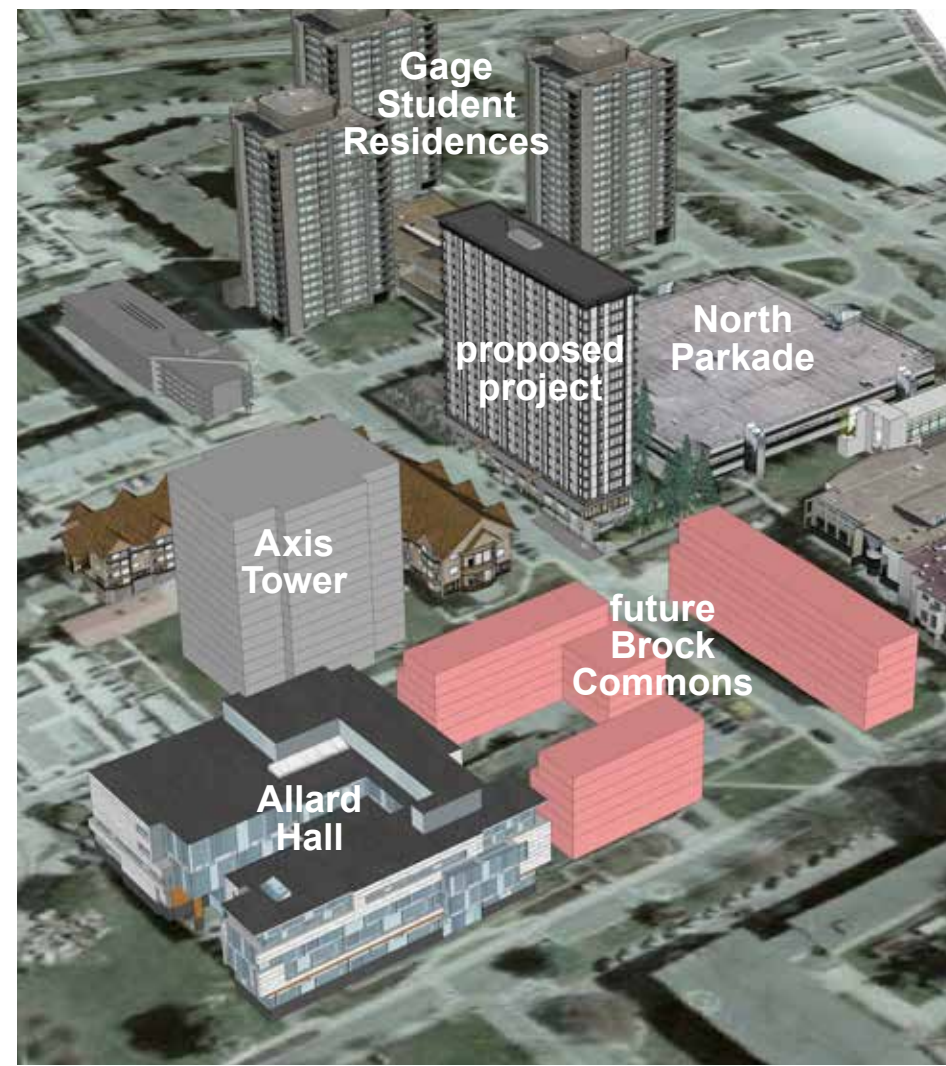 Gage
Student
Residences
North
Parkade
proposed
project
Axis
Tower
future
Brock
Commons
Allard
Hall